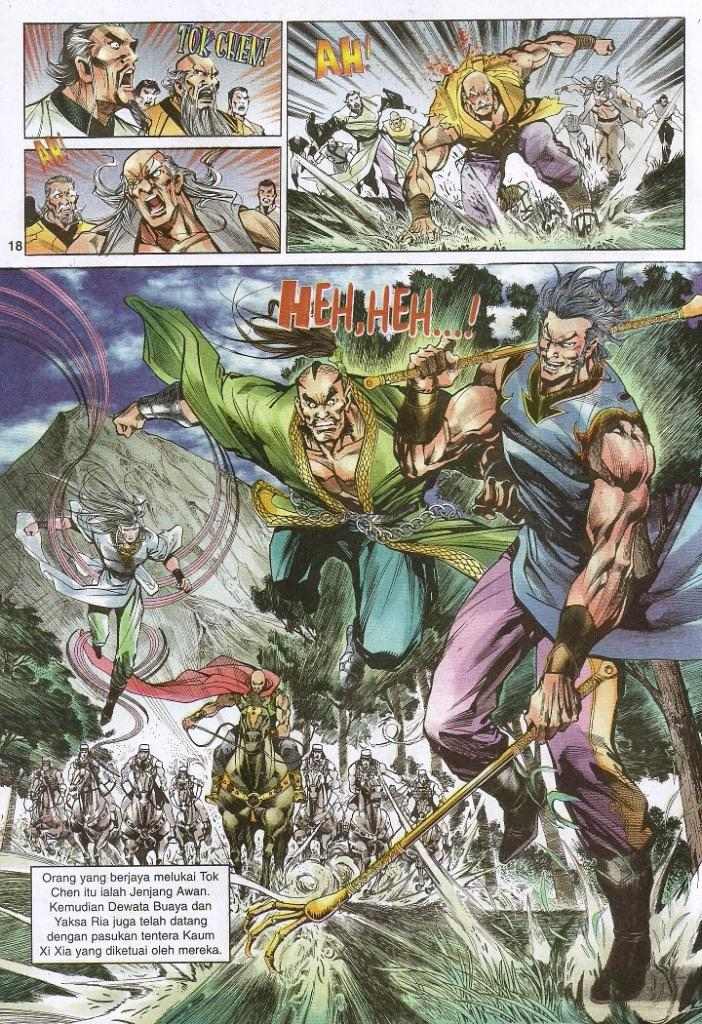 TOK CHEN!
AH!
AH!
18
HEH, HEH....!
Orang yang berjaya melukai Tok
Chen itu ialah Jenjang Awan.
Kemudian Dewata Buaya dan
Yaksa Ria juga telah datang
dengan pasukan tentera Kaum
Xi Xia yang diketuai oleh mereka.